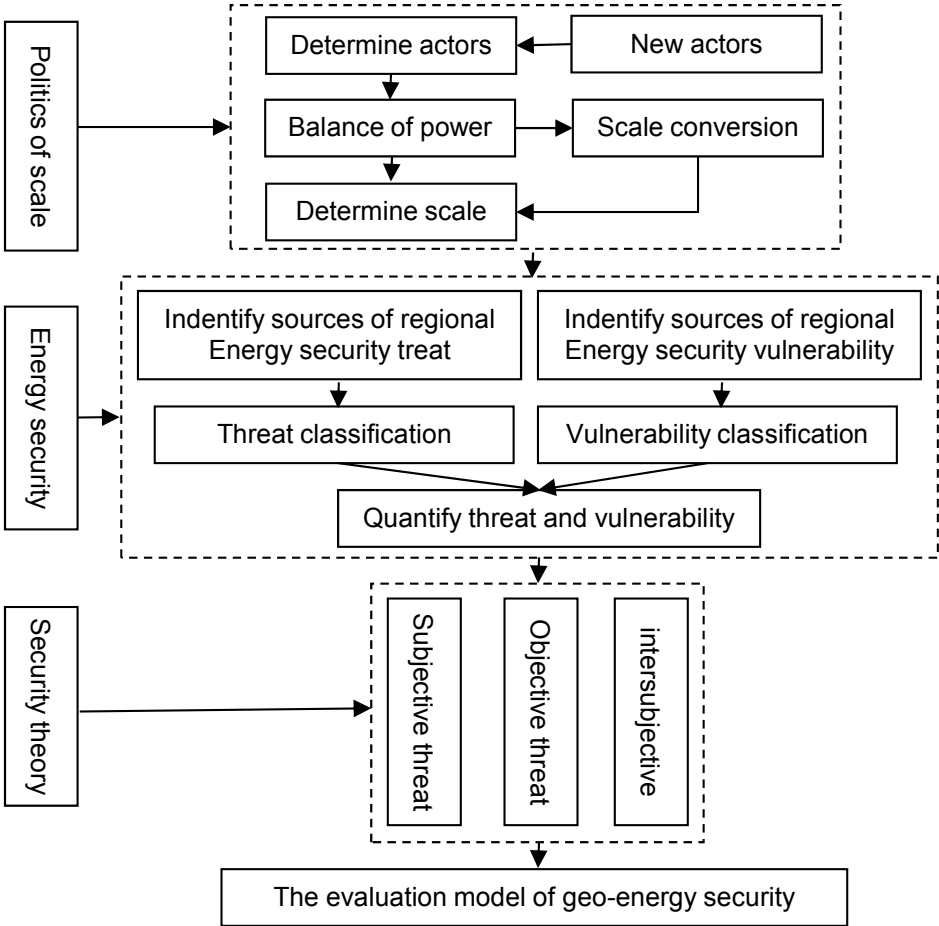 Politics of scale
Determine actors
New actors
Balance of power
Scale conversion
Determine scale
Energy security
Indentify sources of regional
Energy security treat
Indentify sources of regional
Energy security vulnerability
Threat classification
Vulnerability classification
Quantify threat and vulnerability
Security theory
Subjective threat
Objective threat
intersubjective
The evaluation model of geo-energy security